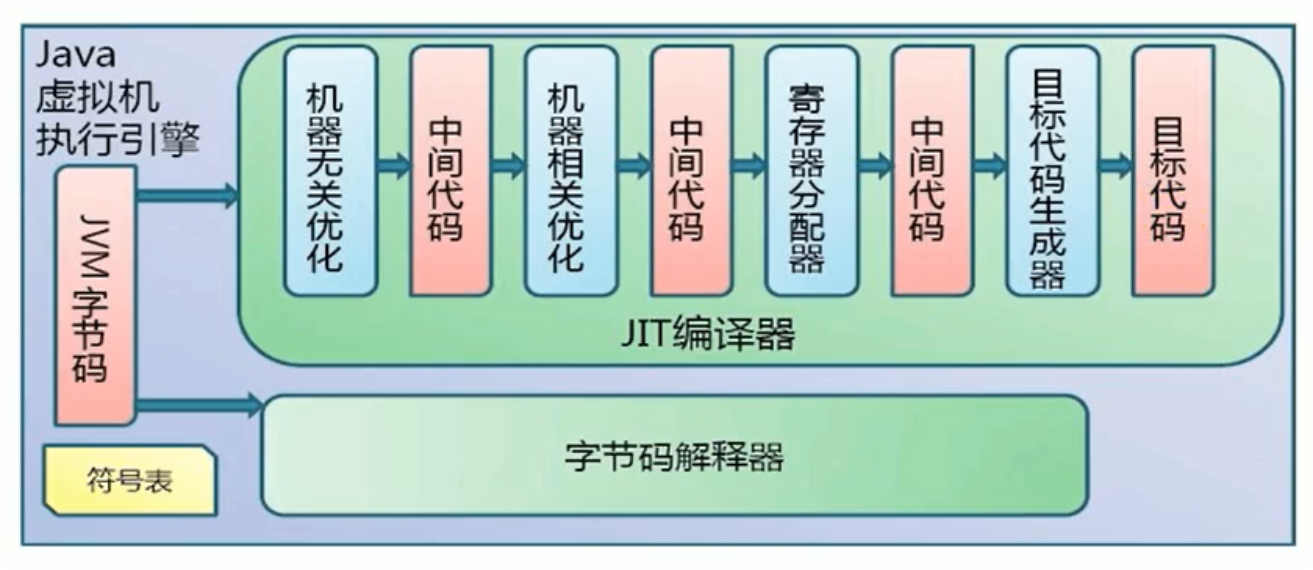 Java
虚拟机
执行引擎
JVM字节码
机器无关优化
中间代码
机器相关优化
中间代码
寄存器分配器
中间代码
目标代码生成器
目标代码
JIT编译器
字节码解释器
符号表